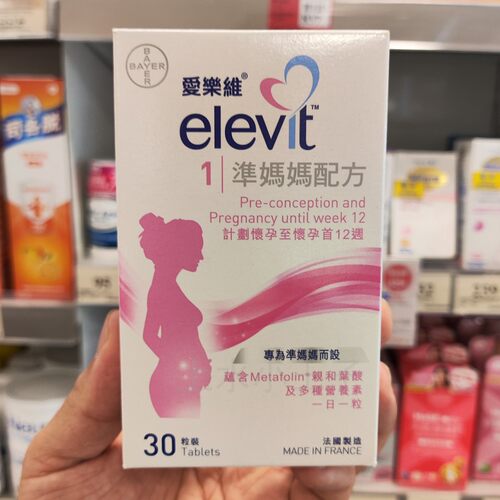 BAYER
BAYER
愛樂維®
elevit™
1 準媽媽配方
Pre-conception and
Pregnancy until week 12
計劃懷孕至懷孕首12週
專為準媽媽而設
蘊含Metafolin®親和葉酸
及多種營養素
一日一粒
30 粒裝
Tablets
法國製造
MADE IN FRANCE